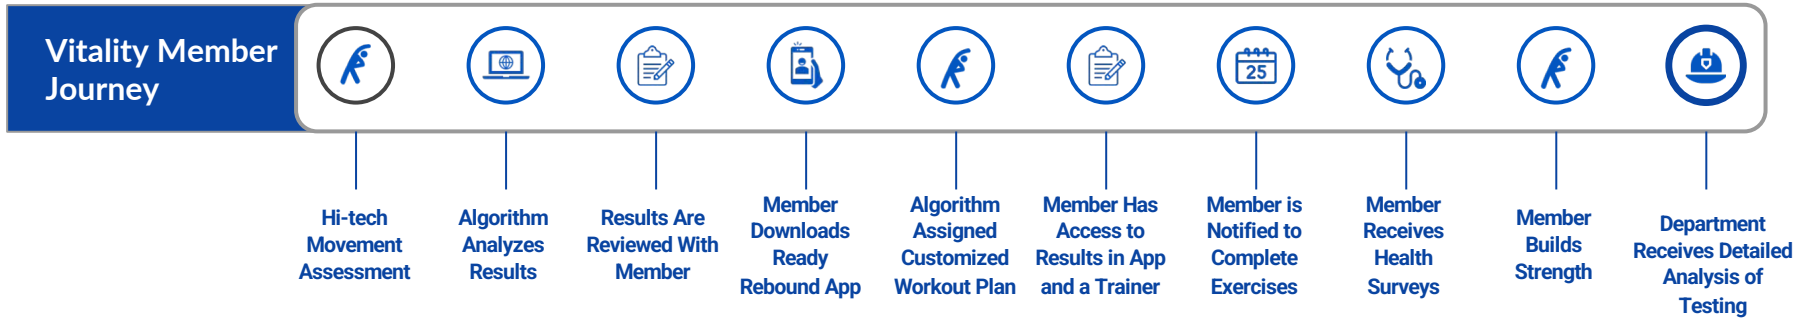 Vitality Member
Journey
25
Hi-tech
Movement
Assessment
Algorithm
Analyzes
Results
Results Are
Reviewed With
Member
Member
Downloads
Ready
Rebound App
Algorithm
Assigned
Customized
Workout Plan
Member Has
Access to
Results in App
and a Trainer
Member is
Notified to
Complete
Exercises
Member
Receives
Health
Surveys
Member
Builds
Strength
Department
Receives Detailed
Analysis of
Testing